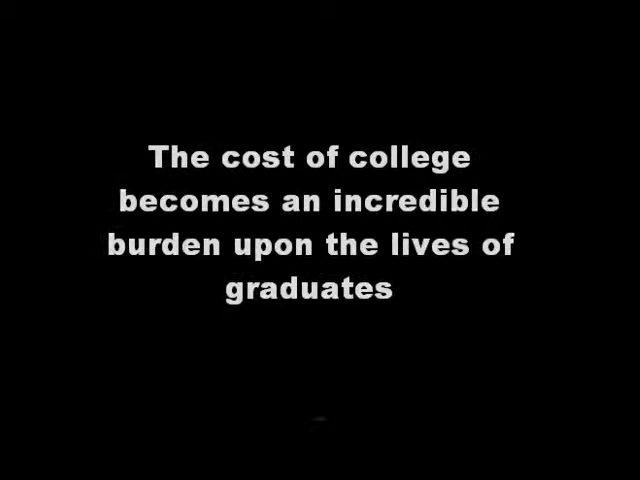 The cost of college
becomes an incredible
burden upon the lives of
graduates